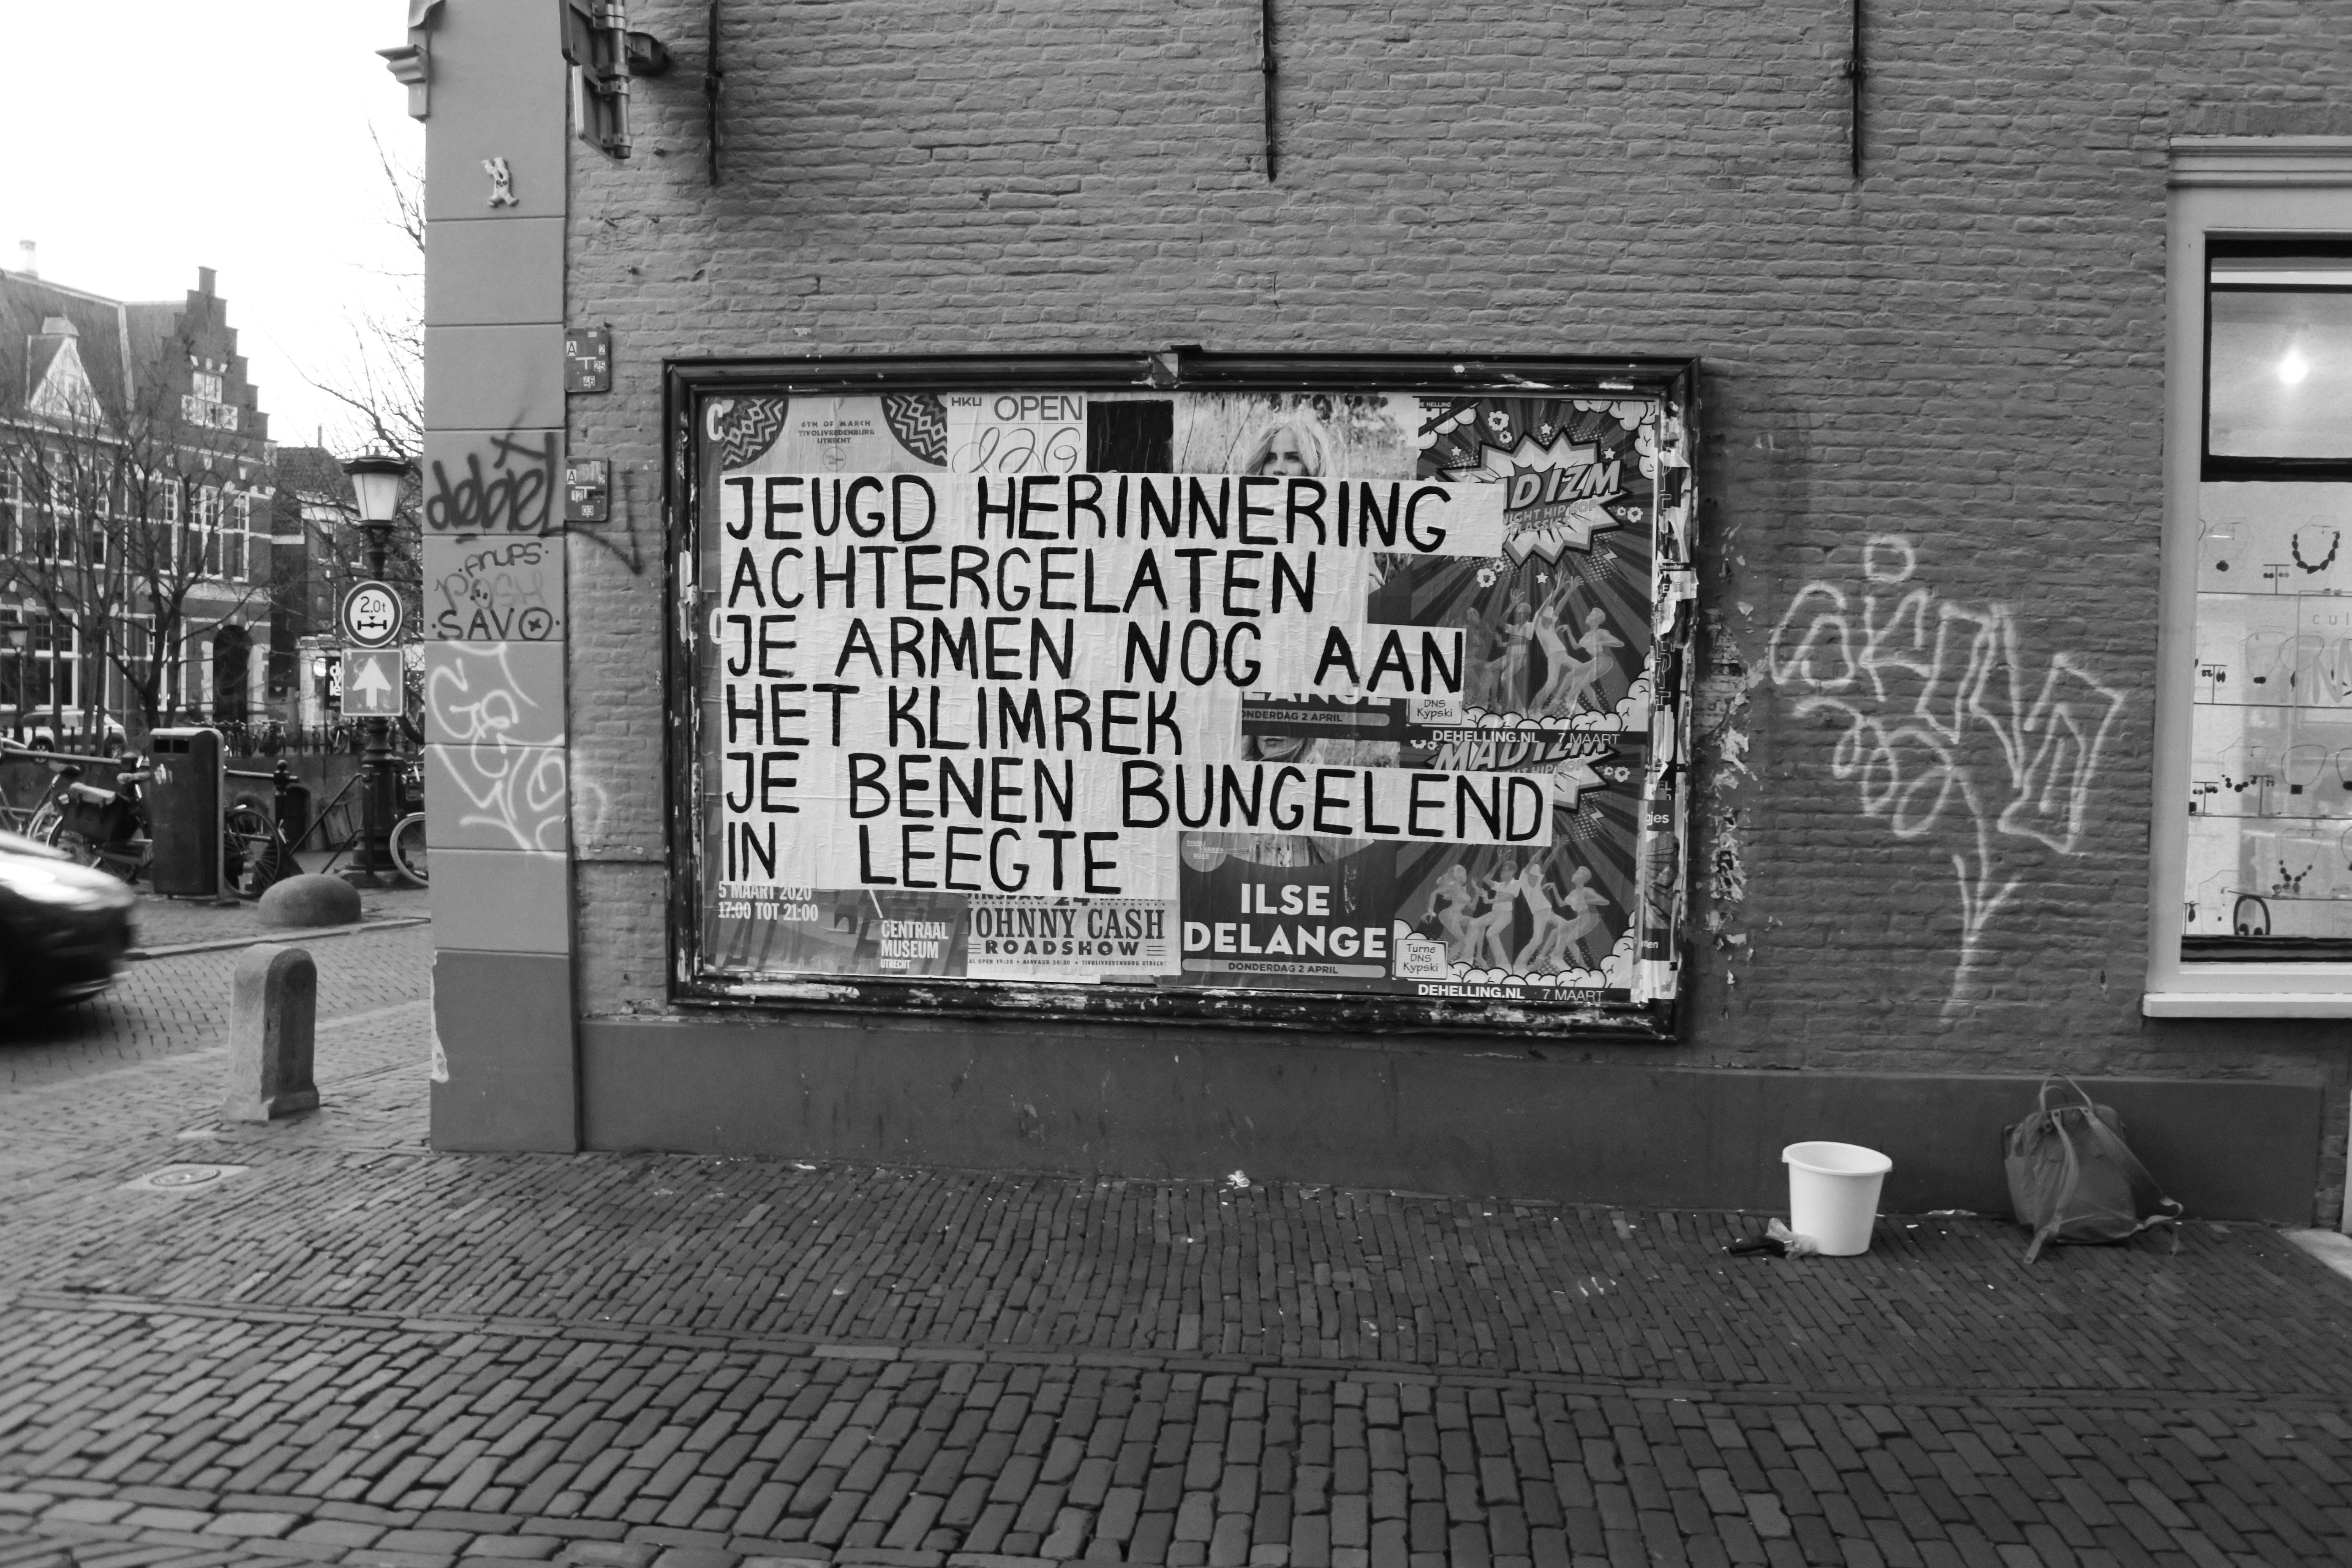 6TH OF MARCH
TIVOLIVREDENBURG
UTRECHT
HKU OPEN
JEUGD HERINNERING
ACHTERGELATEN
JE ARMEN NOG AAN
HET KLIMREK
JE BENEN BUNGELEND
IN LEEGTE
DONDERDAG 2 APRIL
DNS
Kypski
DEHELLING.NL 7 MAART
MADIZM
5 MAART 2020
17:00 TOT 21:00
CENTRAAL
MUSEUM
UTRECHT
JOHNNY CASH
ROADSHOW
ILSE
DELANGE
DONDERDAG 2 APRIL
Turne
DNS
Kypski
DEHELLING.NL 7 MAART
2,0t
SAVO